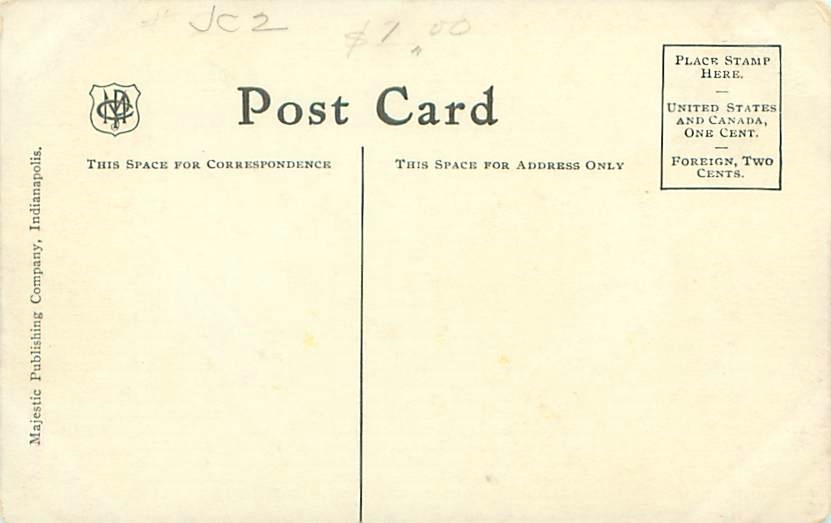 JC2
$7.00
Post Card
THIS SPACE FOR CORRESPONDENCE
THIS SPACE FOR ADDRESS ONLY
PLACE STAMP
HERE.
UNITED STATES
AND CANADA,
ONE CENT.
FOREIGN, TWO
CENTS.
Majestic Publishing Company, Indianapolis.